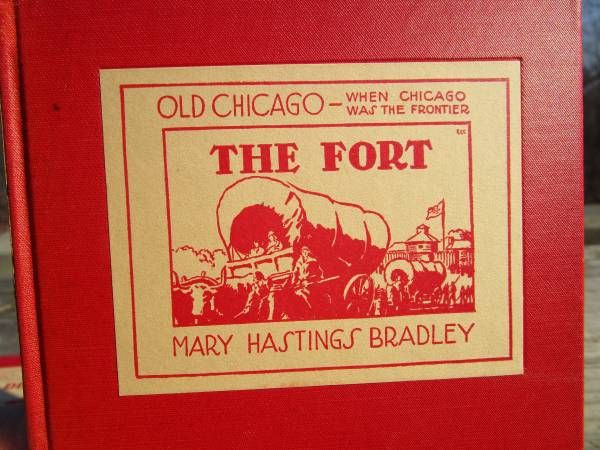 OLD CHICAGO – WHEN CHICAGO
WAS THE FRONTIER
THE FORT
MARY HASTINGS BRADLEY